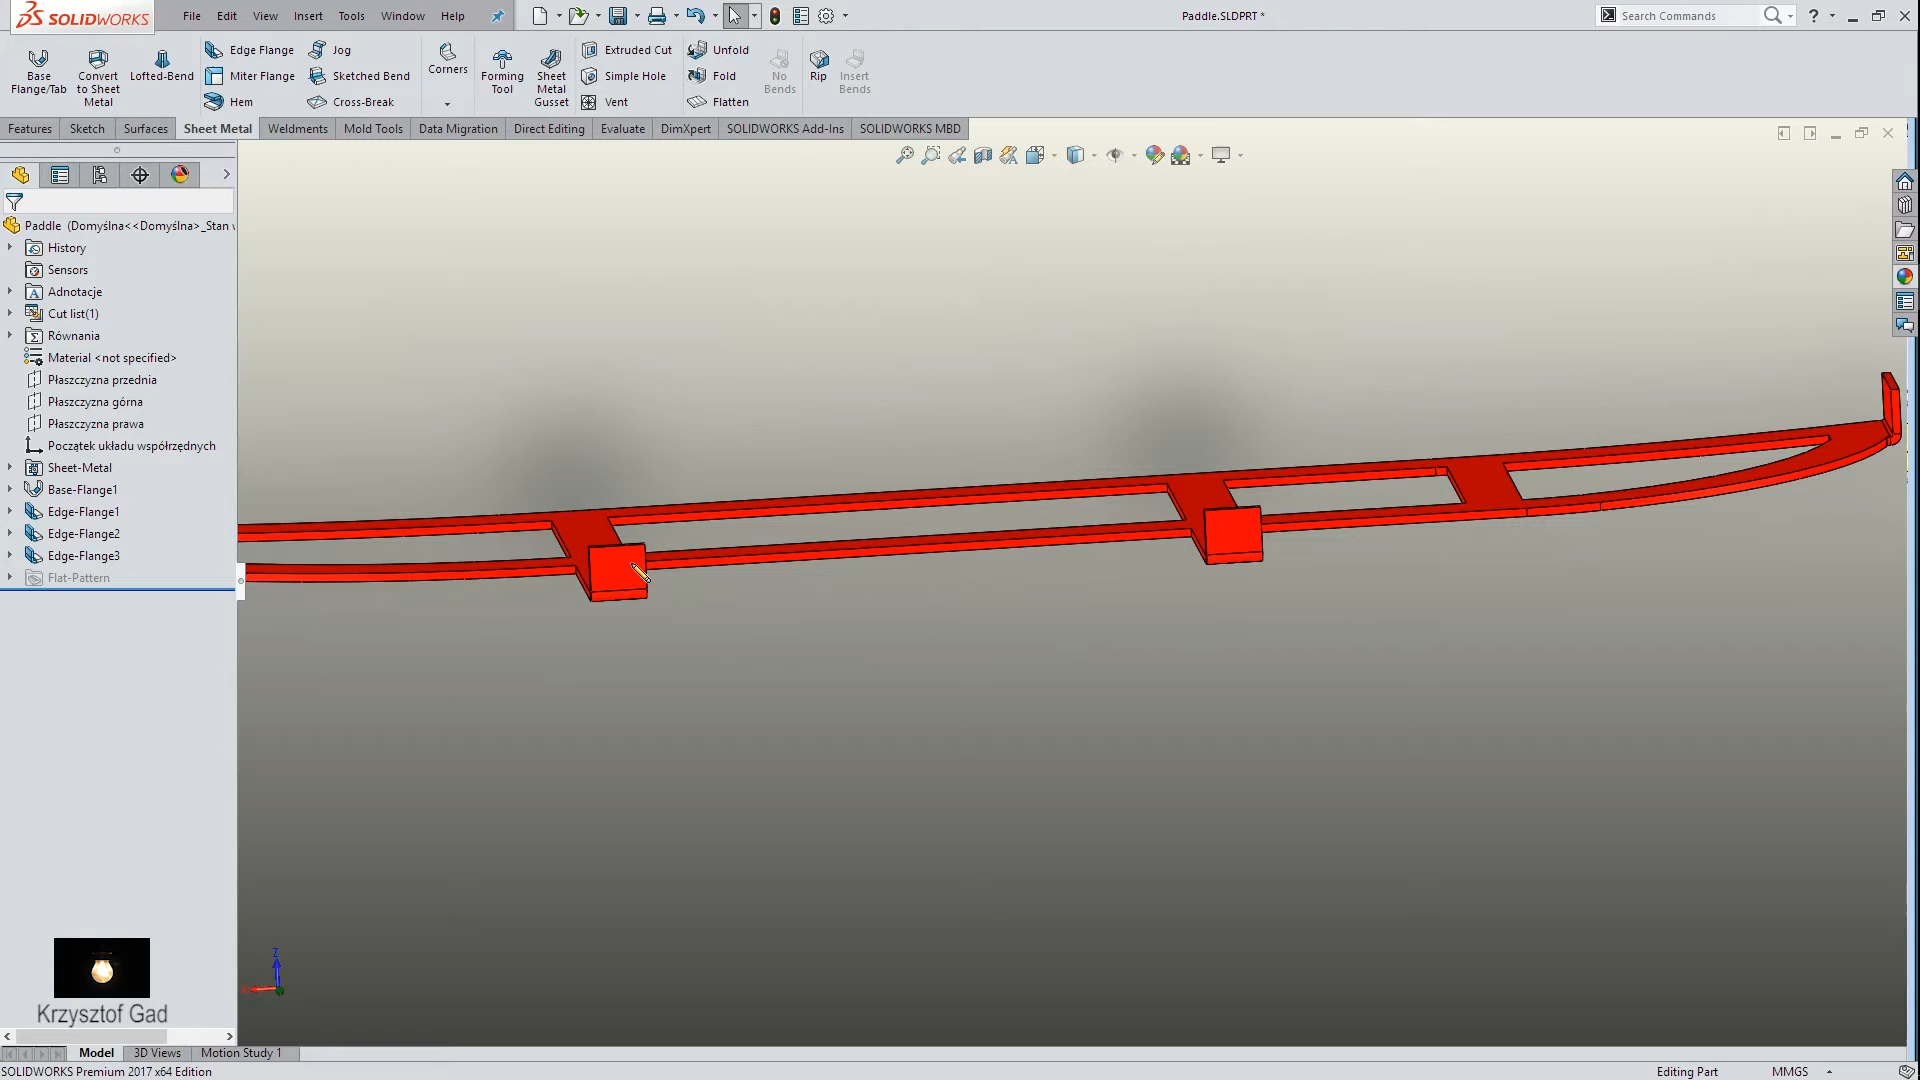 SOLIDWORKS
File Edit View Insert Tools Window Help
Paddle.SLDPRT *
Search Commands
Base Flange/Tab
Convert to Sheet Metal
Lofted-Bend
Edge Flange
Miter Flange
Hem
Jog
Sketched Bend
Cross-Break
Corners
Forming Tool
Sheet Metal Gusset
Extruded Cut
Simple Hole
Vent
Unfold
Fold
Flatten
No Bends
Rip
Insert Bends
Features Sketch Surfaces Sheet Metal Weldments Mold Tools Data Migration Direct Editing Evaluate DimXpert SOLIDWORKS Add-Ins SOLIDWORKS MBD
Paddle (Domyślna<<Domyślna>_Stan
History
Sensors
Adnotacje
Cut list(1)
Równania
Material <not specified>
Płaszczyzna przednia
Płaszczyzna górna
Płaszczyzna prawa
Początek układu współrzędnych
Sheet-Metal
Base-Flange1
Edge-Flange1
Edge-Flange2
Edge-Flange3
Flat-Pattern
Z
Krzysztof Gad
Model 3D Views Motion Study 1
SOLIDWORKS Premium 2017 x64 Edition
Editing Part
MMGS